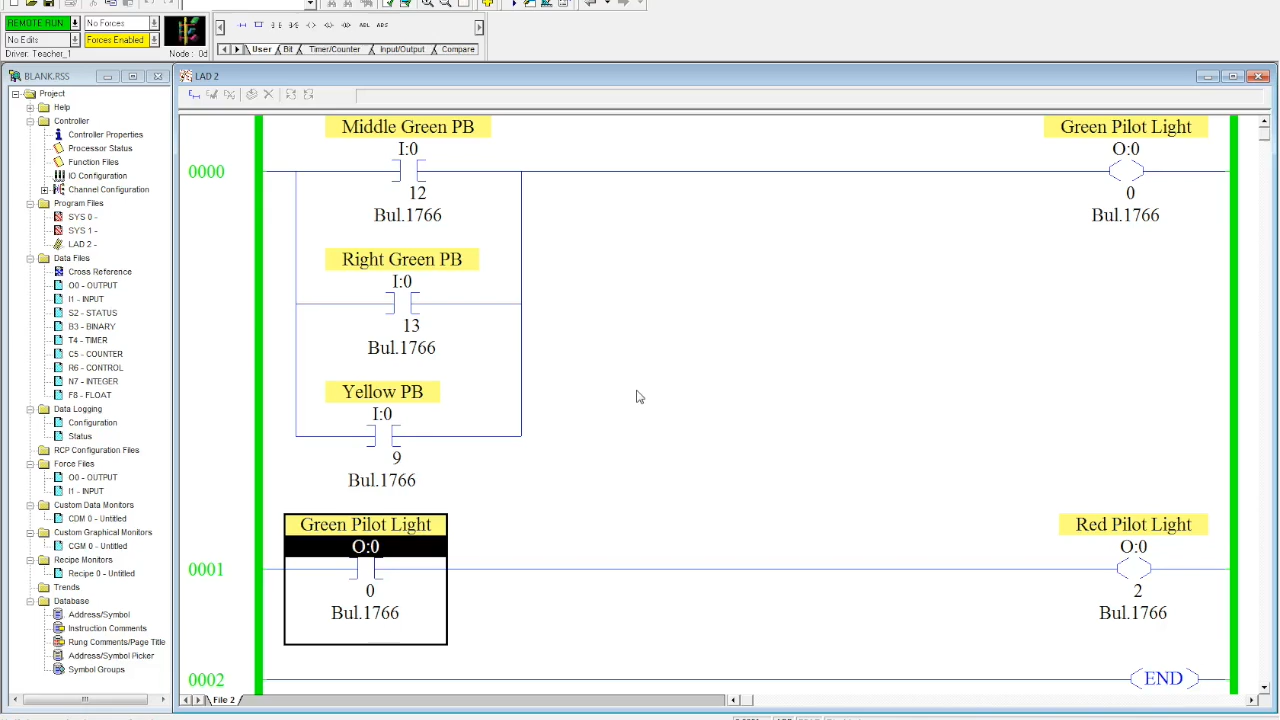 REMOTE RUN
No Forces
No Edits
Forces Enabled
Driver: Teacher_1
Node : 0d
User
Bit
Timer/Counter
Input/Output
Compare
BLANK.RSS
LAD 2
Project
Help
Controller
Controller Properties
Processor Status
Function Files
IO Configuration
Channel Configuration
Program Files
SYS 0 -
SYS 1 -
LAD 2 -
Data Files
Cross Reference
O0 - OUTPUT
I1 - INPUT
S2 - STATUS
B3 - BINARY
T4 - TIMER
C5 - COUNTER
R6 - CONTROL
N7 - INTEGER
F8 - FLOAT
Data Logging
Configuration
Status
RCP Configuration Files
Force Files
O0 - OUTPUT
I1 - INPUT
Custom Data Monitors
CDM 0 - Untitled
Custom Graphical Monitors
CGM 0 - Untitled
Recipe Monitors
Recipe 0 - Untitled
Trends
Database
Address/Symbol
Instruction Comments
Rung Comments/Page Title
Address/Symbol Picker
Symbol Groups
Middle Green PB
I:0
0000
12
Bul.1766
Green Pilot Light
O:0
0
Bul.1766
Right Green PB
I:0
13
Bul.1766
Yellow PB
I:0
9
Bul.1766
Green Pilot Light
O:0
0001
0
Bul.1766
Red Pilot Light
O:0
2
Bul.1766
0002
END
File 2